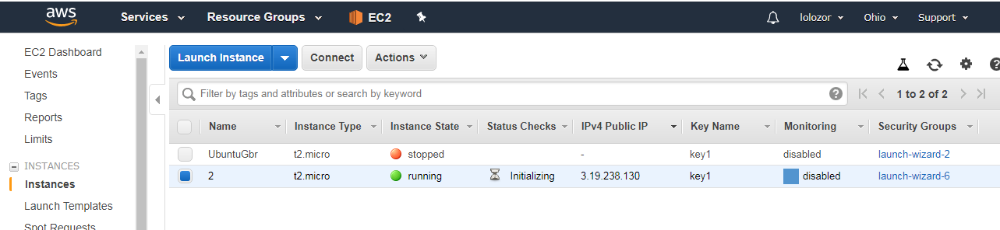 aws Services Resource Groups EC2 lolozor Ohio Support
EC2 Dashboard
Events
Tags
Reports
Limits
INSTANCES
Instances
Launch Templates
Spot Requests
Launch Instance Connect Actions
Filter by tags and attributes or search by keyword ? 1 to 2 of 2
Name Instance Type Instance State Status Checks IPv4 Public IP Key Name Monitoring Security Groups
UbuntuGbr t2.micro stopped - key1 disabled launch-wizard-2
2 t2.micro running Initializing 3.19.238.130 key1 disabled launch-wizard-6